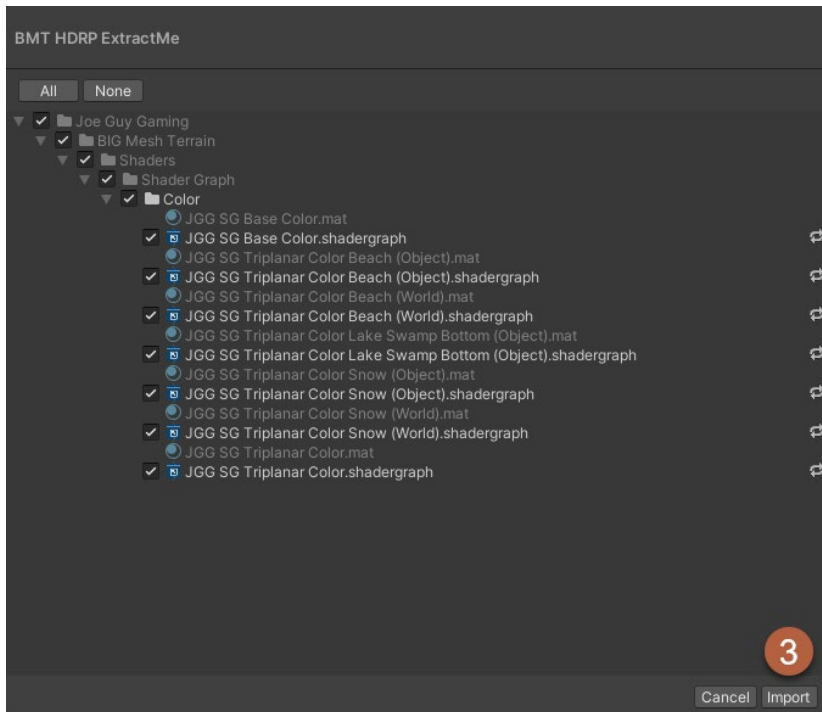 BMT HDRP ExtractMe
All None
Joe Guy Gaming
BIG Mesh Terrain
Shaders
Shader Graph
Color
JGG SG Base Color.mat
JGG SG Base Color.shadergraph
JGG SG Triplanar Color Beach (Object).mat
JGG SG Triplanar Color Beach (Object).shadergraph
JGG SG Triplanar Color Beach (World).mat
JGG SG Triplanar Color Beach (World).shadergraph
JGG SG Triplanar Color Lake Swamp Bottom (Object).mat
JGG SG Triplanar Color Lake Swamp Bottom (Object).shadergraph
JGG SG Triplanar Color Snow (Object).mat
JGG SG Triplanar Color Snow (Object).shadergraph
JGG SG Triplanar Color Snow (World).mat
JGG SG Triplanar Color Snow (World).shadergraph
JGG SG Triplanar Color.mat
JGG SG Triplanar Color.shadergraph
3
Cancel Import